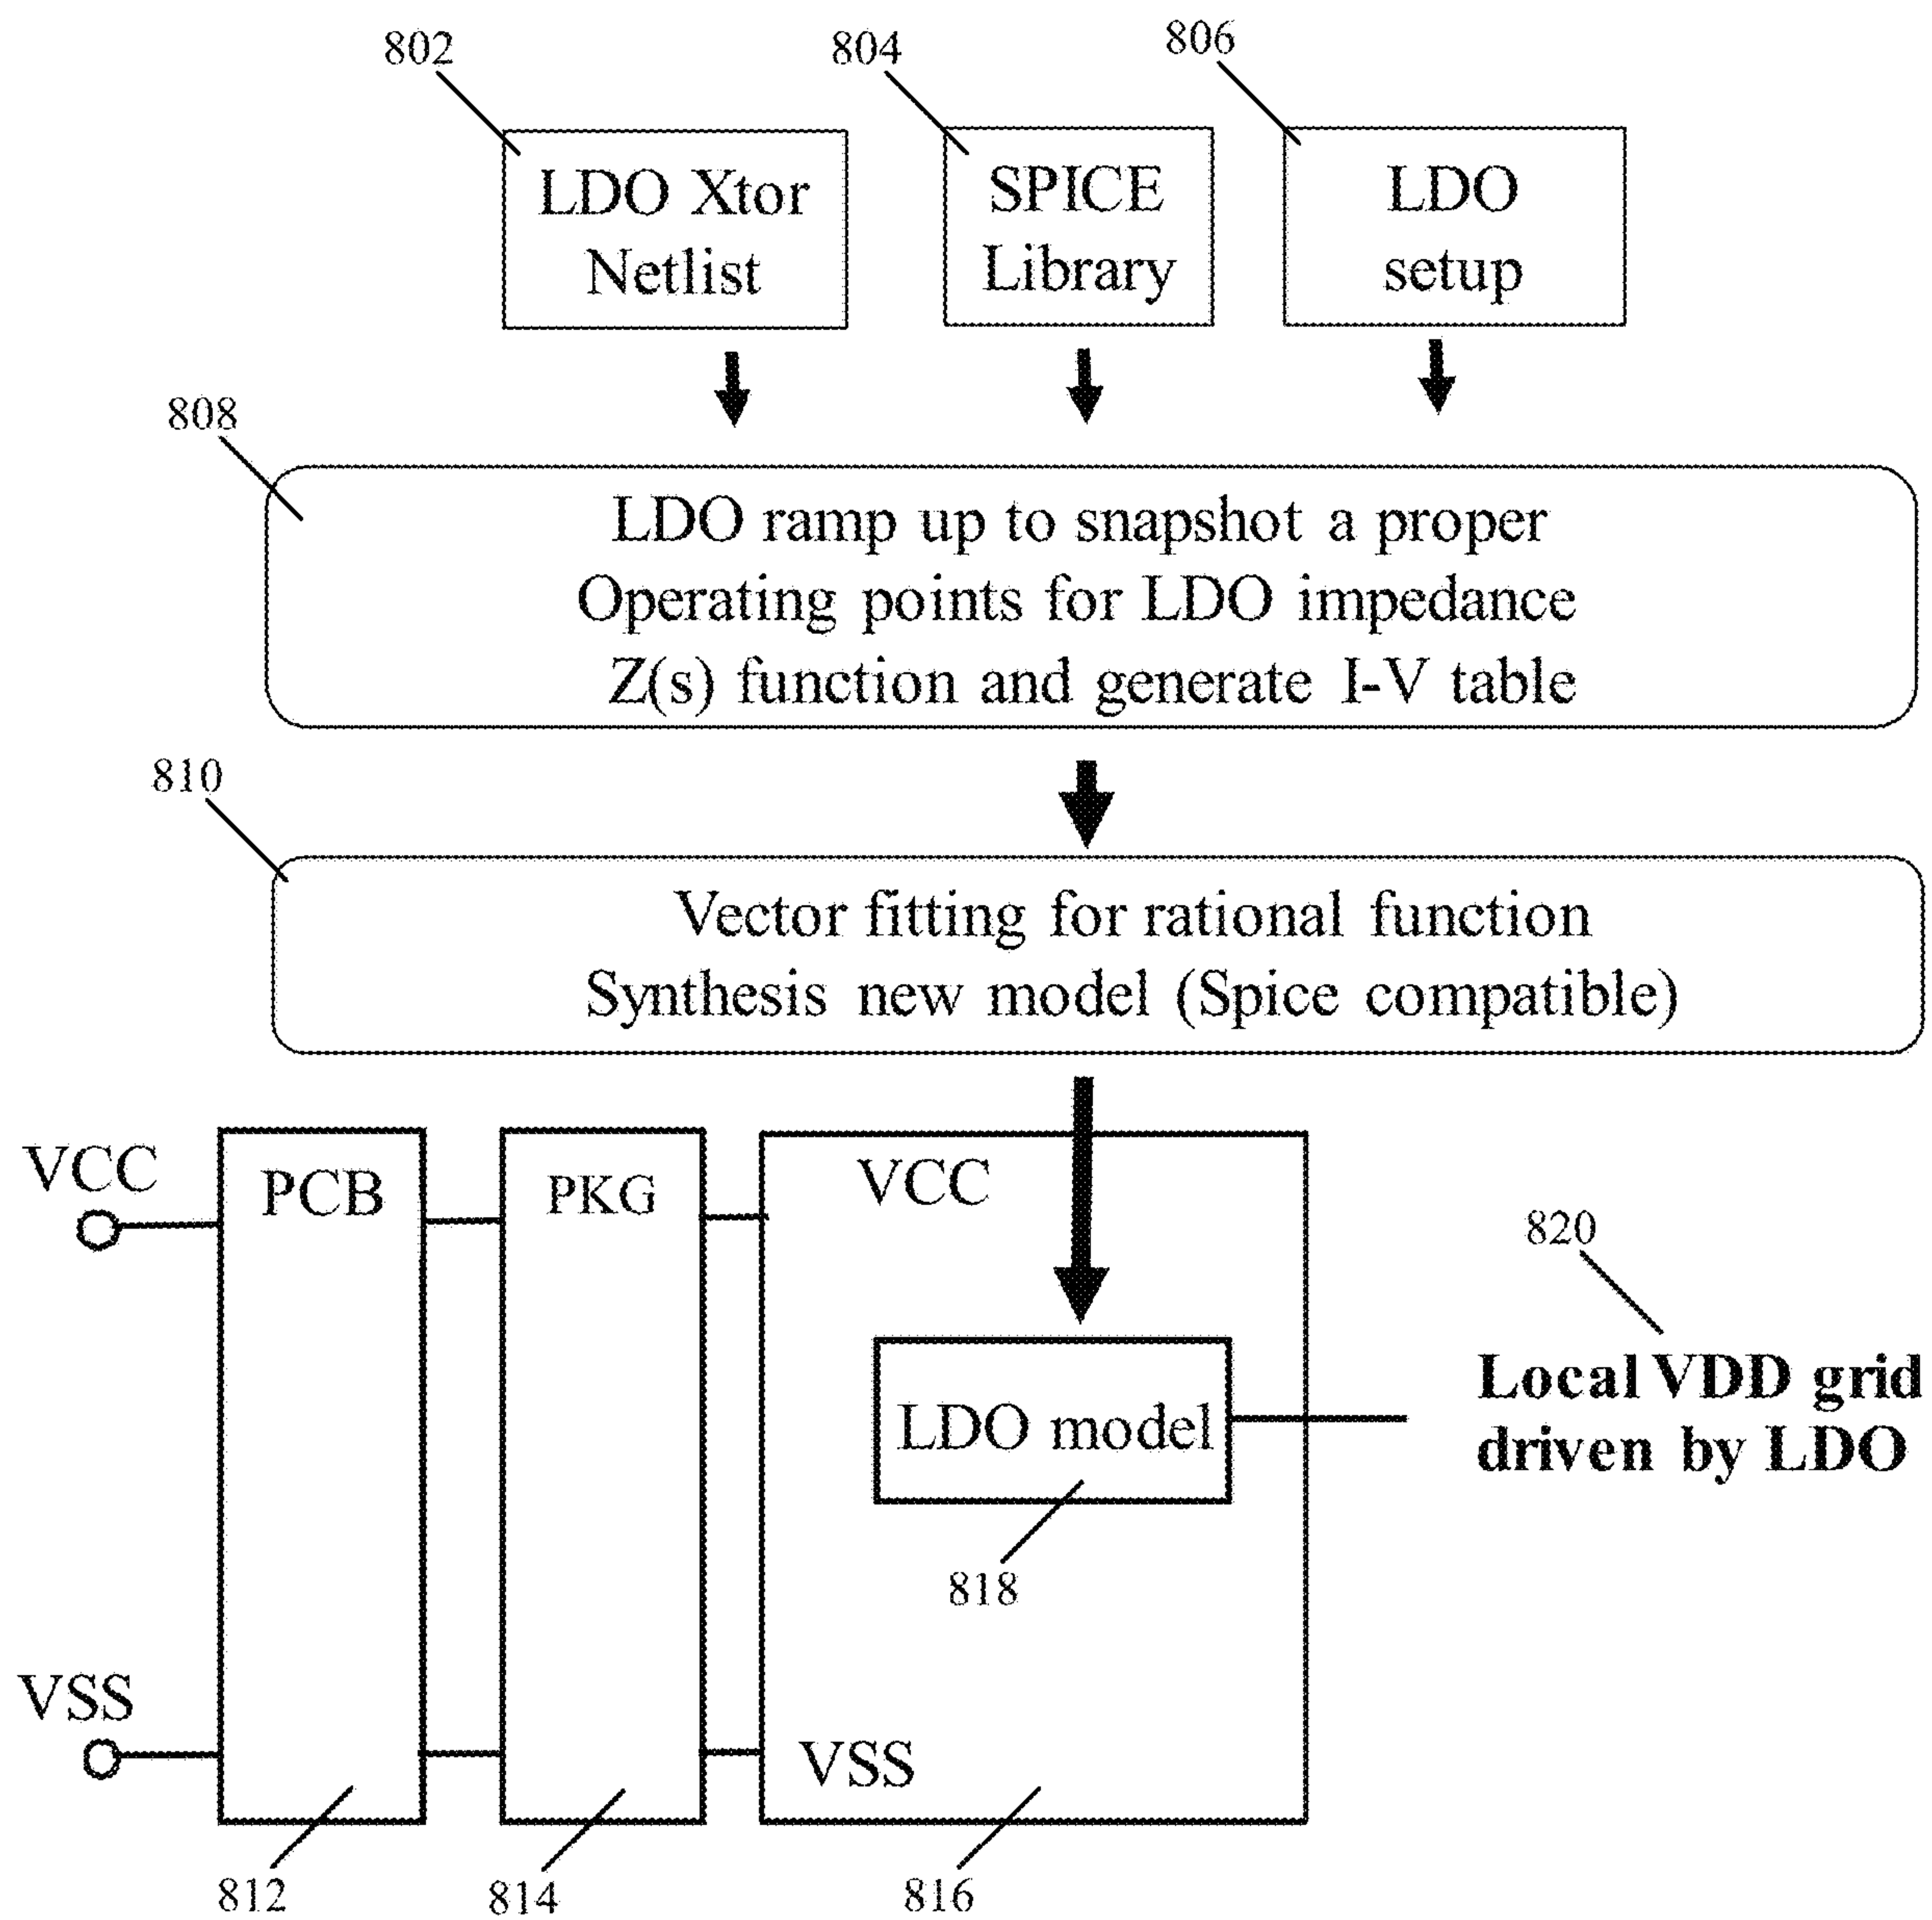 802
804
806
LDO Xtor
Netlist
SPICE
Library
LDO
setup
808
LDO ramp up to snapshot a proper
Operating points for LDO impedance
Z(s) function and generate I-V table
810
Vector fitting for rational function
Synthesis new model (Spice compatible)
VCC
PCB
PKG
VCC
820
Local VDD grid
driven by LDO
LDO model
818
VSS
VSS
812
814
816